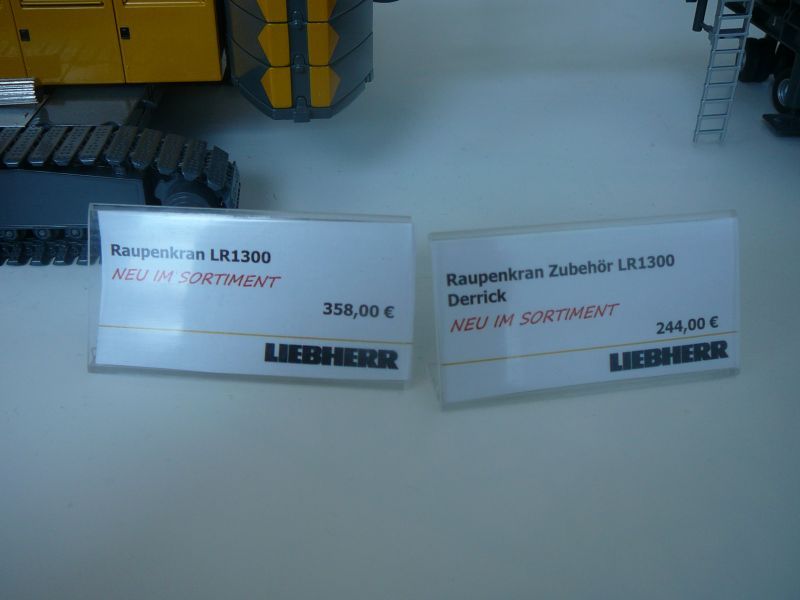 Raupenkran LR1300
NEU IM SORTIMENT
358,00 €
LIEBHERR
Raupenkran Zubehör LR1300
Derrick
NEU IM SORTIMENT
244,00 €
LIEBHERR